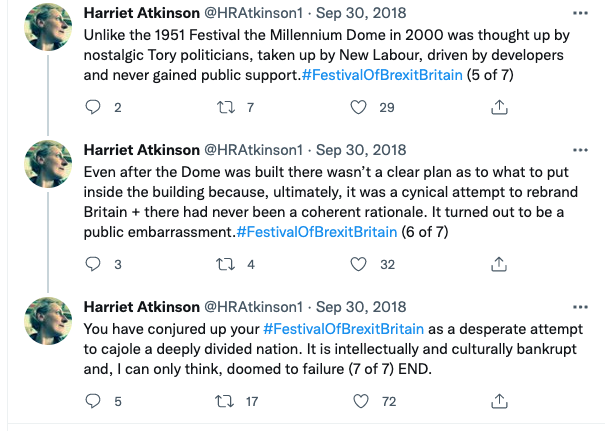 Harriet Atkinson @HRAtkinson1 · Sep 30, 2018
Unlike the 1951 Festival the Millennium Dome in 2000 was thought up by
nostalgic Tory politicians, taken up by New Labour, driven by developers
and never gained public support.#FestivalOfBrexitBritain (5 of 7)
2 7 29
Harriet Atkinson @HRAtkinson1 · Sep 30, 2018
Even after the Dome was built there wasn’t a clear plan as to what to put
inside the building because, ultimately, it was a cynical attempt to rebrand
Britain + there had never been a coherent rationale. It turned out to be a
public embarrassment.#FestivalOfBrexitBritain (6 of 7)
3 4 32
Harriet Atkinson @HRAtkinson1 · Sep 30, 2018
You have conjured up your #FestivalOfBrexitBritain as a desperate attempt
to cajole a deeply divided nation. It is intellectually and culturally bankrupt
and, I can only think, doomed to failure (7 of 7) END.
5 17 72